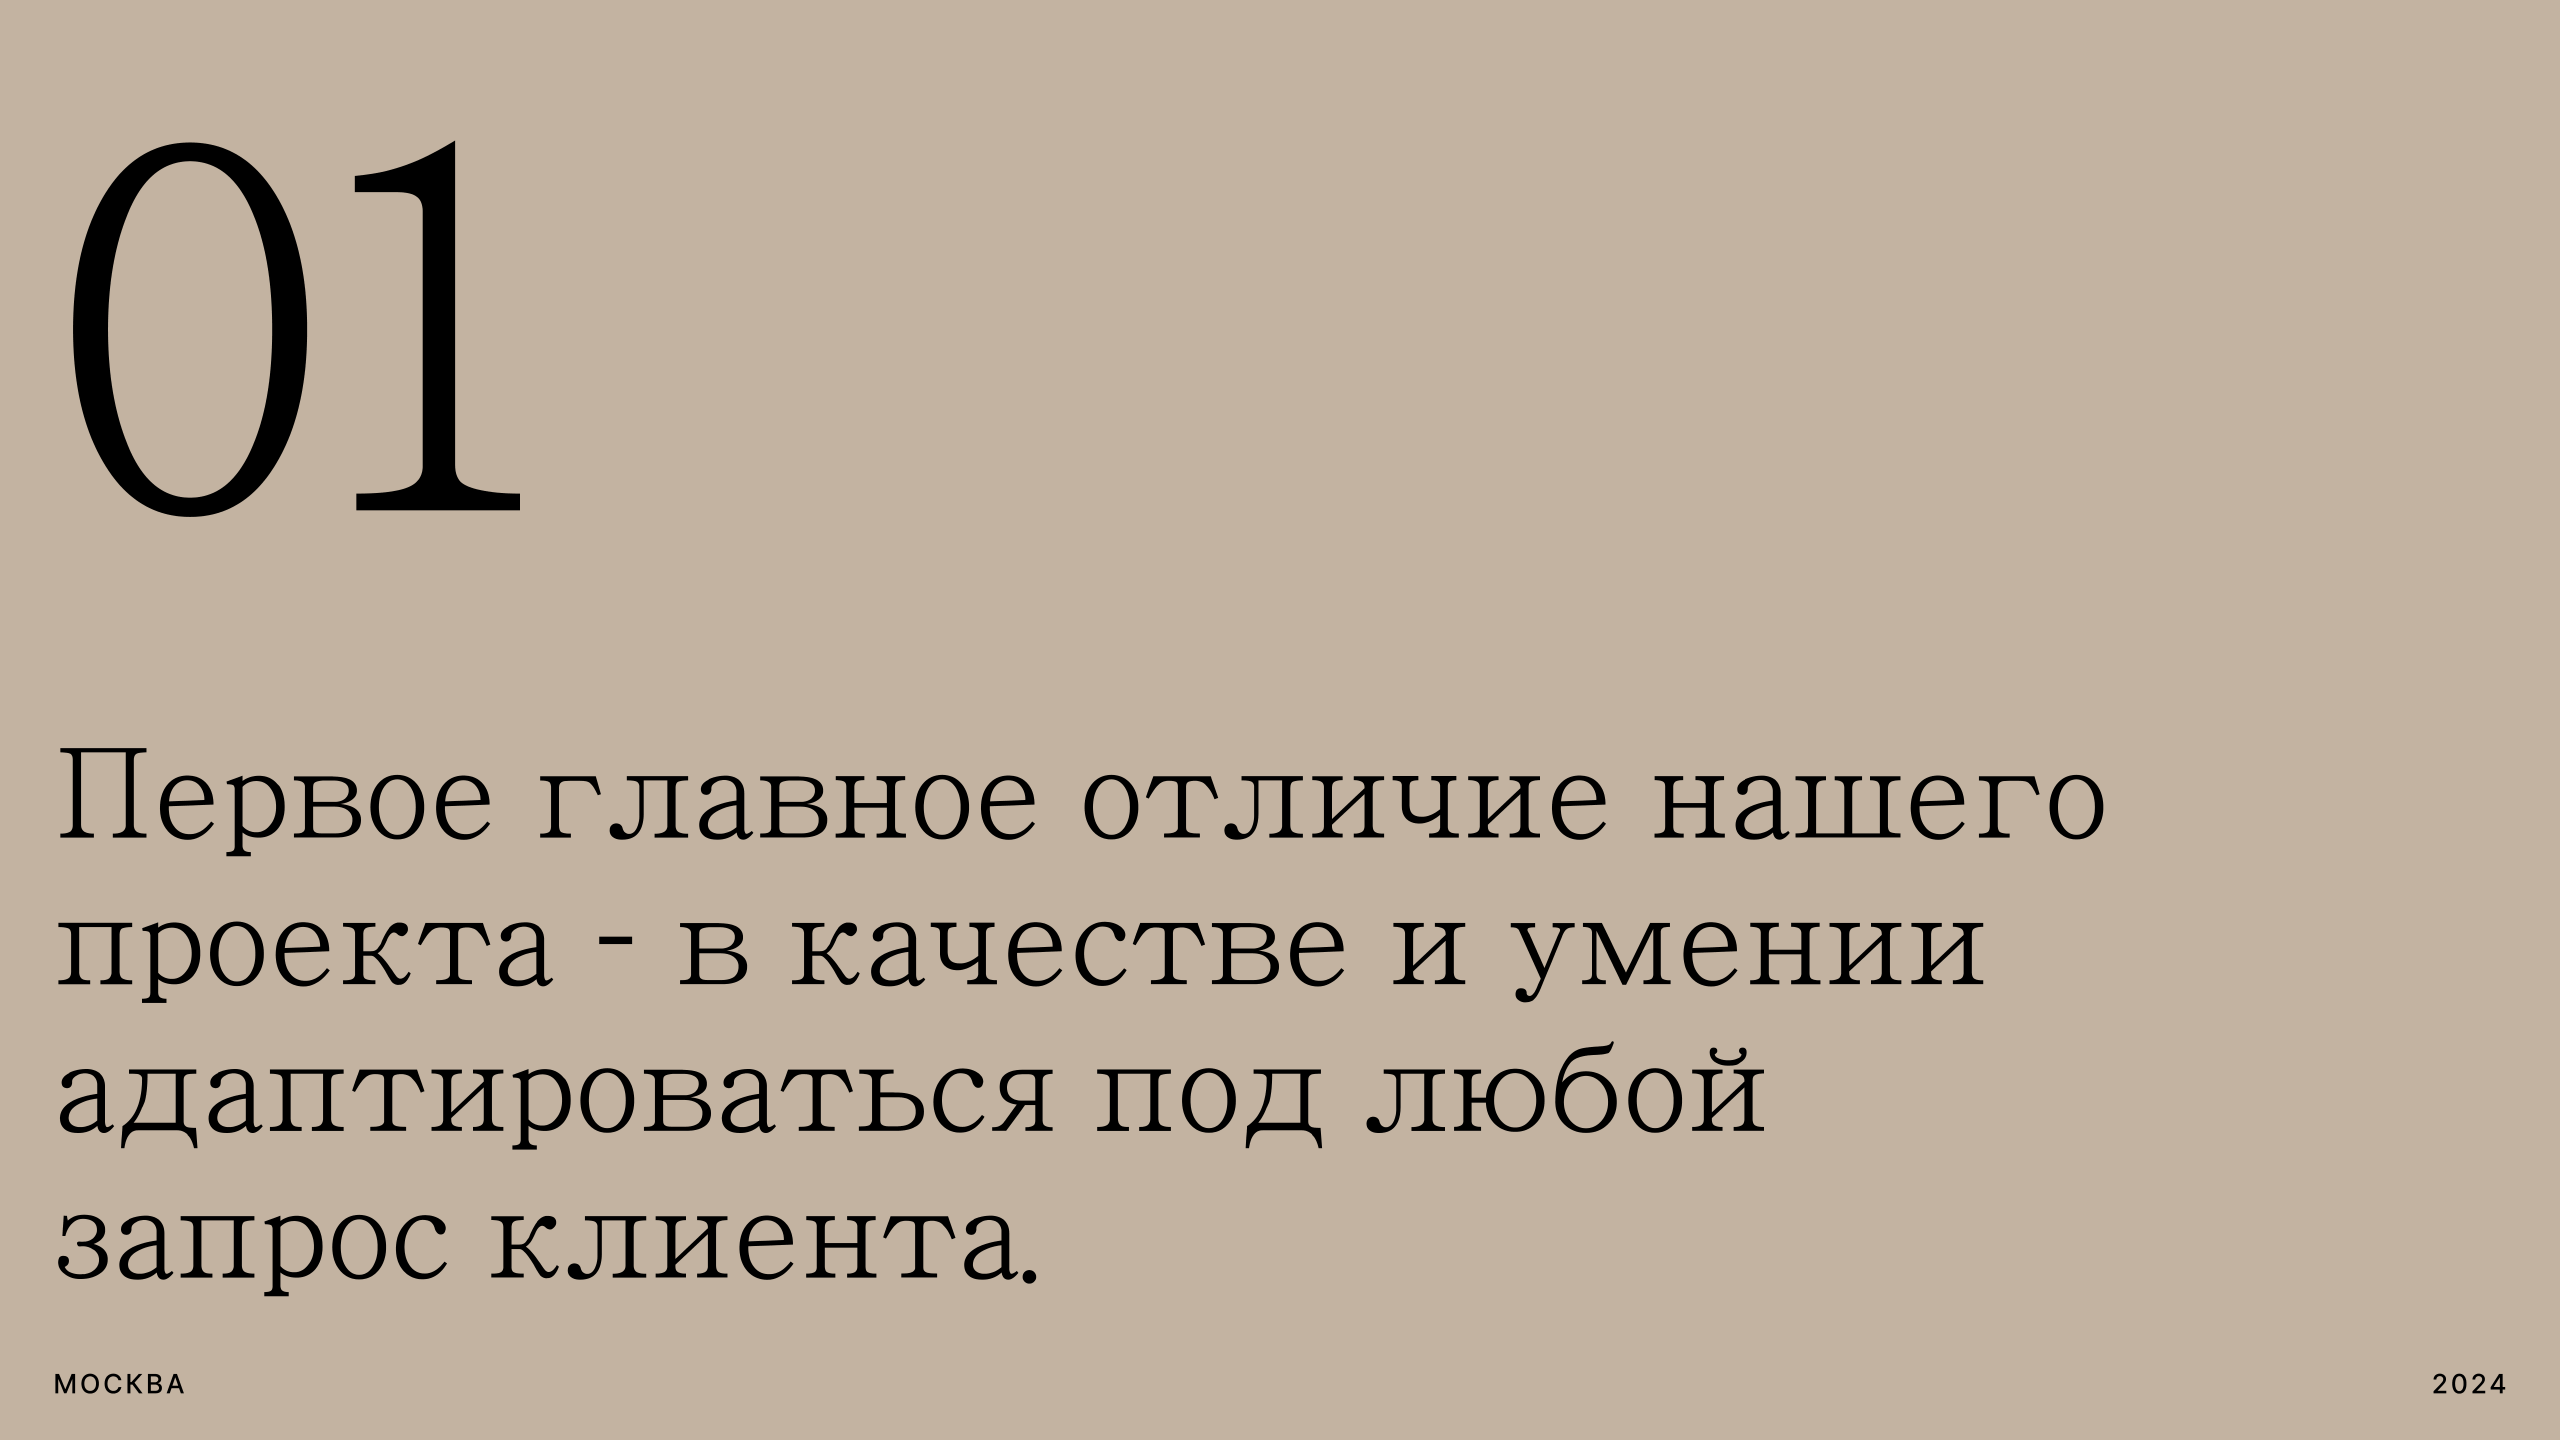 01
Первое главное отличие нашего
проекта - в качестве и умении
адаптироваться под любой
запрос клиента.
МОСКВА
2024